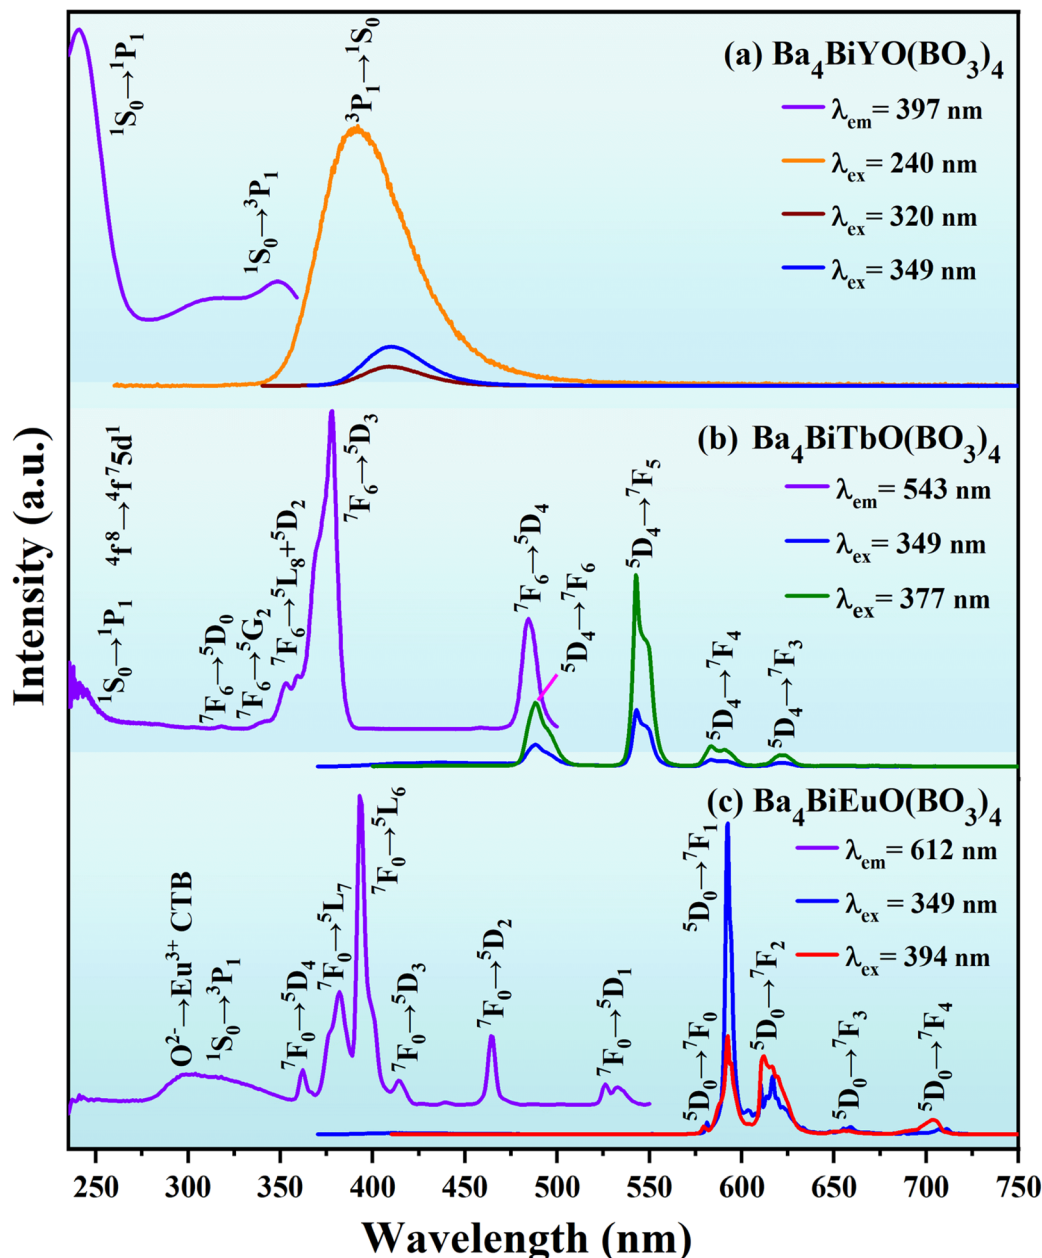 (a) Ba₄BiYO(BO₃)₄
λem= 397 nm
λex= 240 nm
λex= 320 nm
λex= 349 nm
¹S₀→¹P₁
¹S₀→³P₁
³P₁→¹S₀
(b) Ba₄BiTbO(BO₃)₄
λem= 543 nm
λex= 349 nm
λex= 377 nm
¹S₀→¹P₁
⁴f⁸→⁴f⁷5d¹
⁷F₆→⁵D₀
⁷F₆→⁵G₂
⁷F₆→⁵L₈+⁵D₂
⁷F₆→⁵D₃
⁷F₆→⁵D₄
⁵D₄→⁷F₆
⁵D₄→⁷F₅
⁵D₄→⁷F₄
⁵D₄→⁷F₃
(c) Ba₄BiEuO(BO₃)₄
λem= 612 nm
λex= 349 nm
λex= 394 nm
O²⁻→Eu³⁺ CTB
¹S₀→³P₁
⁷F₀→⁵D₄
⁷F₀→⁵L₇
⁷F₀→⁵L₆
⁷F₀→⁵D₃
⁷F₀→⁵D₂
⁷F₀→⁵D₁
⁵D₀→⁷F₀
⁵D₀→⁷F₁
⁵D₀→⁷F₂
⁵D₀→⁷F₃
⁵D₀→⁷F₄
Intensity (a.u.)
250 300 350 400 450 500 550 600 650 700 750
Wavelength (nm)